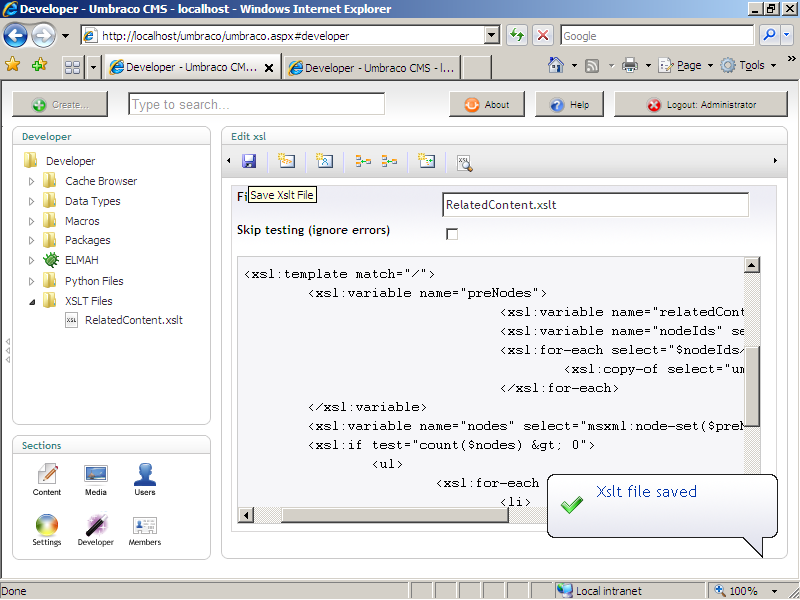 Developer - Umbraco CMS - localhost - Windows Internet Explorer
http://localhost/umbraco/umbraco.aspx#developer
Google
Developer - Umbraco CM...
Developer - Umbraco CMS - l...
Page
Tools
Create...
Type to search...
About
Help
Logout: Administrator
Developer
Developer
Cache Browser
Data Types
Macros
Packages
ELMAH
Python Files
XSLT Files
RelatedContent.xslt
Sections
Content
Media
Users
Settings
Developer
Members
Edit xsl
Fi
Save Xslt File
RelatedContent.xslt
Skip testing (ignore errors)
<xsl:template match="/">
<xsl:variable name="preNodes">
<xsl:variable name="relatedCont
<xsl:variable name="nodeIds" se
<xsl:for-each select="$nodeIds/
<xsl:copy-of select="um
</xsl:for-each>
</xsl:variable>
<xsl:variable name="nodes" select="msxml:node-set($preN
<xsl:if test="count($nodes) &gt; 0">
<ul>
<xsl:for-each
<li>
Xslt file saved
Done
Local intranet
100%